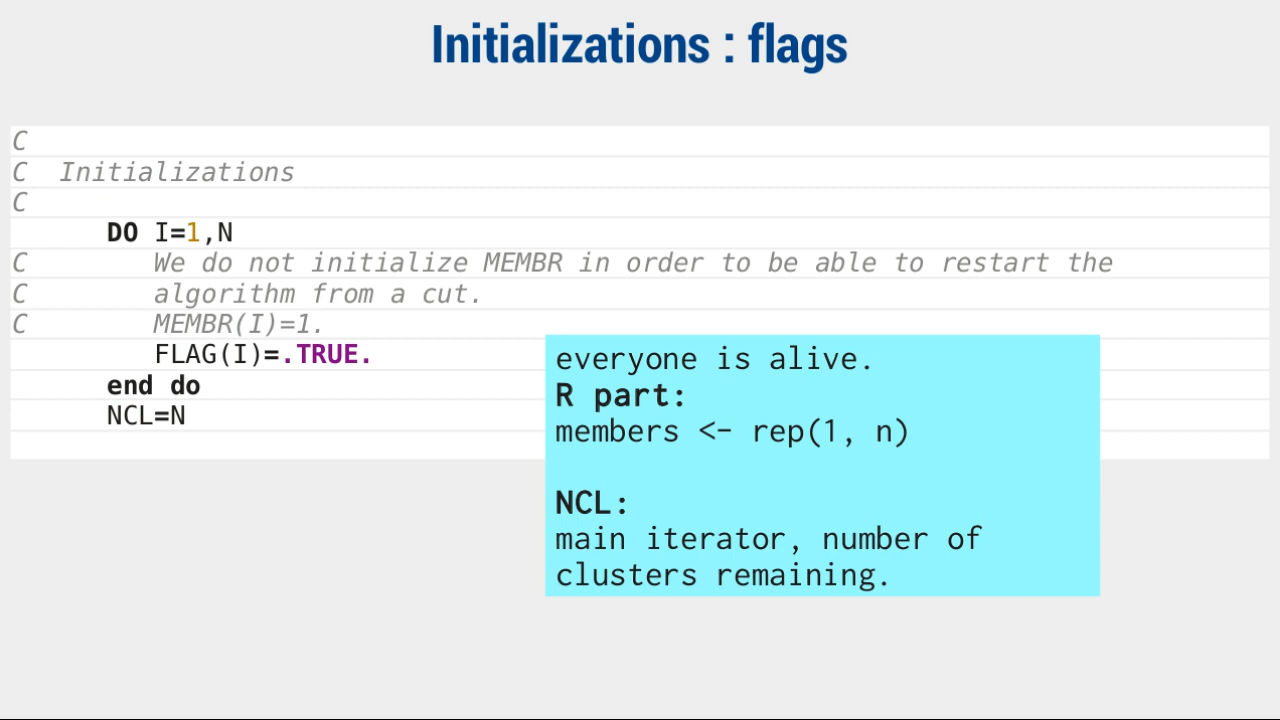 Initializations : flags
C
C  Initializations
C
      DO I=1,N
C        We do not initialize MEMBR in order to be able to restart the
C        algorithm from a cut.
C        MEMBR(I)=1.
         FLAG(I)=.TRUE.
      end do
      NCL=N
everyone is alive.
R part:
members <- rep(1, n)
NCL:
main iterator, number of
clusters remaining.